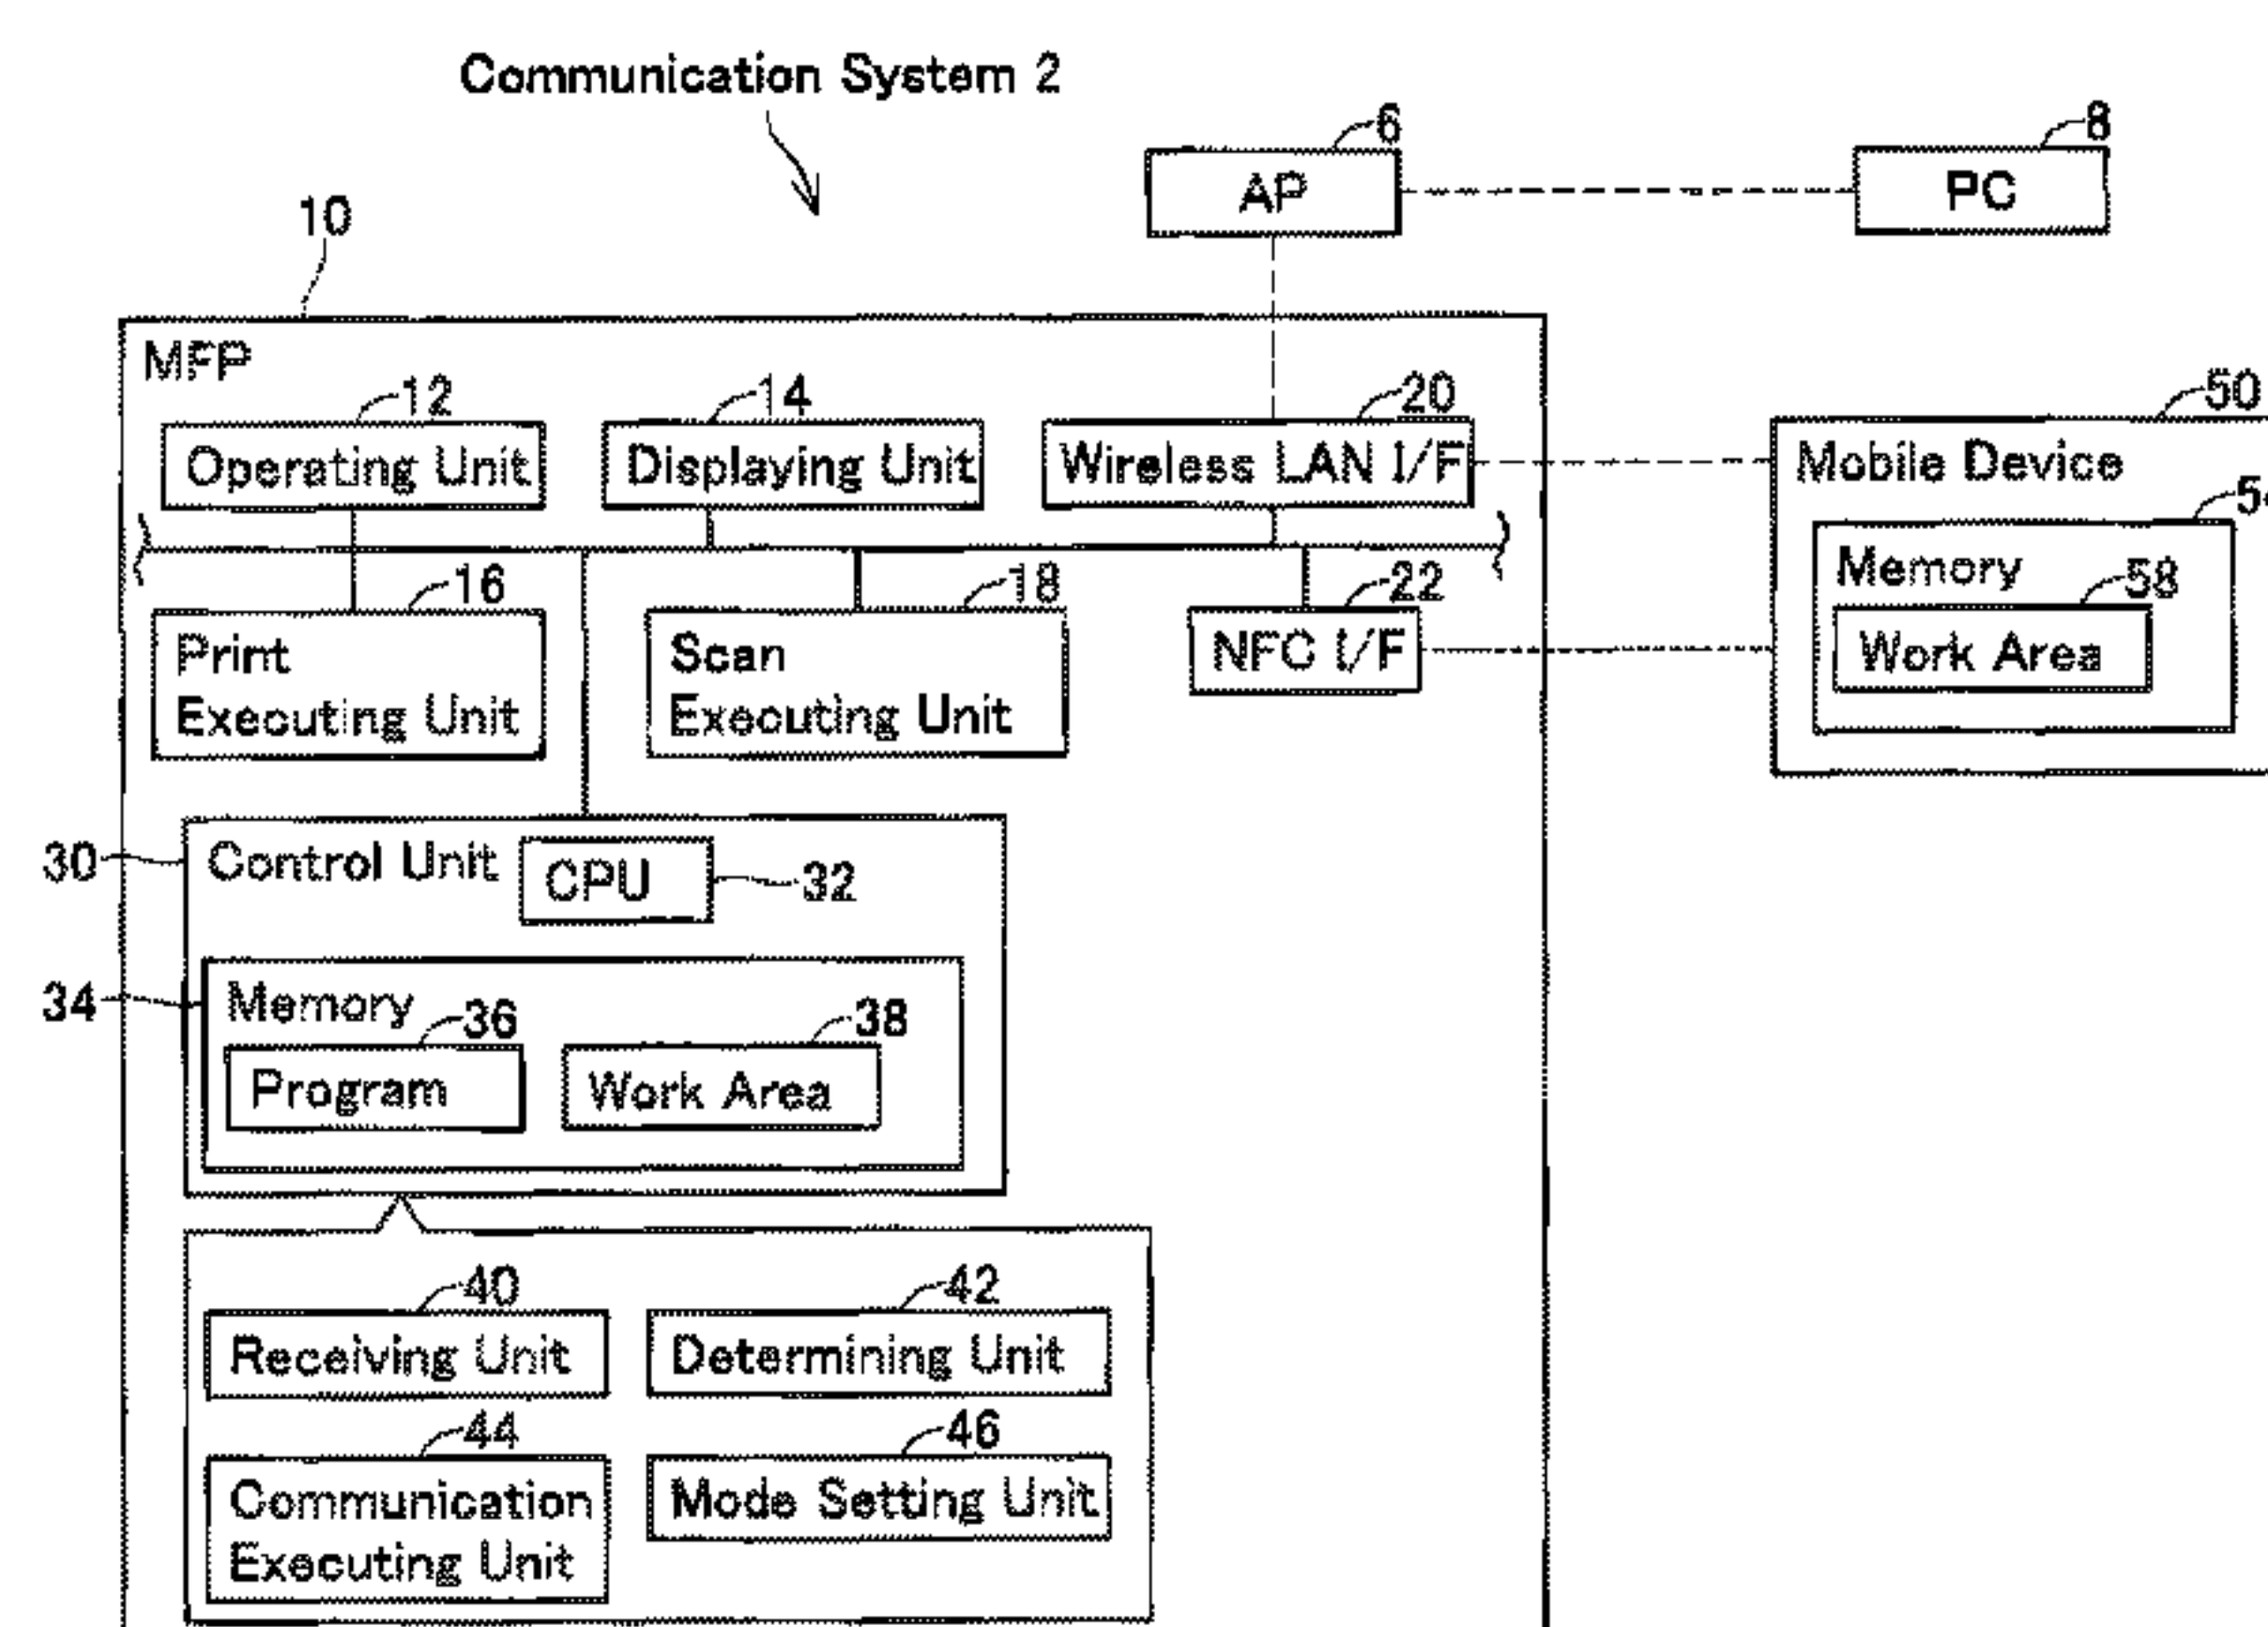 Communication System 2
6
8
AP
PC
10
MFP
12
14
20
50
Operating Unit
Displaying Unit
Wireless LAN I/F
Mobile Device
16
18
22
Memory
58
Print
Executing Unit
Scan
Executing Unit
NFC I/F
Work Area
30
Control Unit
CPU
32
34
Memory
36
38
Program
Work Area
40
42
Receiving Unit
Determining Unit
44
46
Communication
Executing Unit
Mode Setting Unit